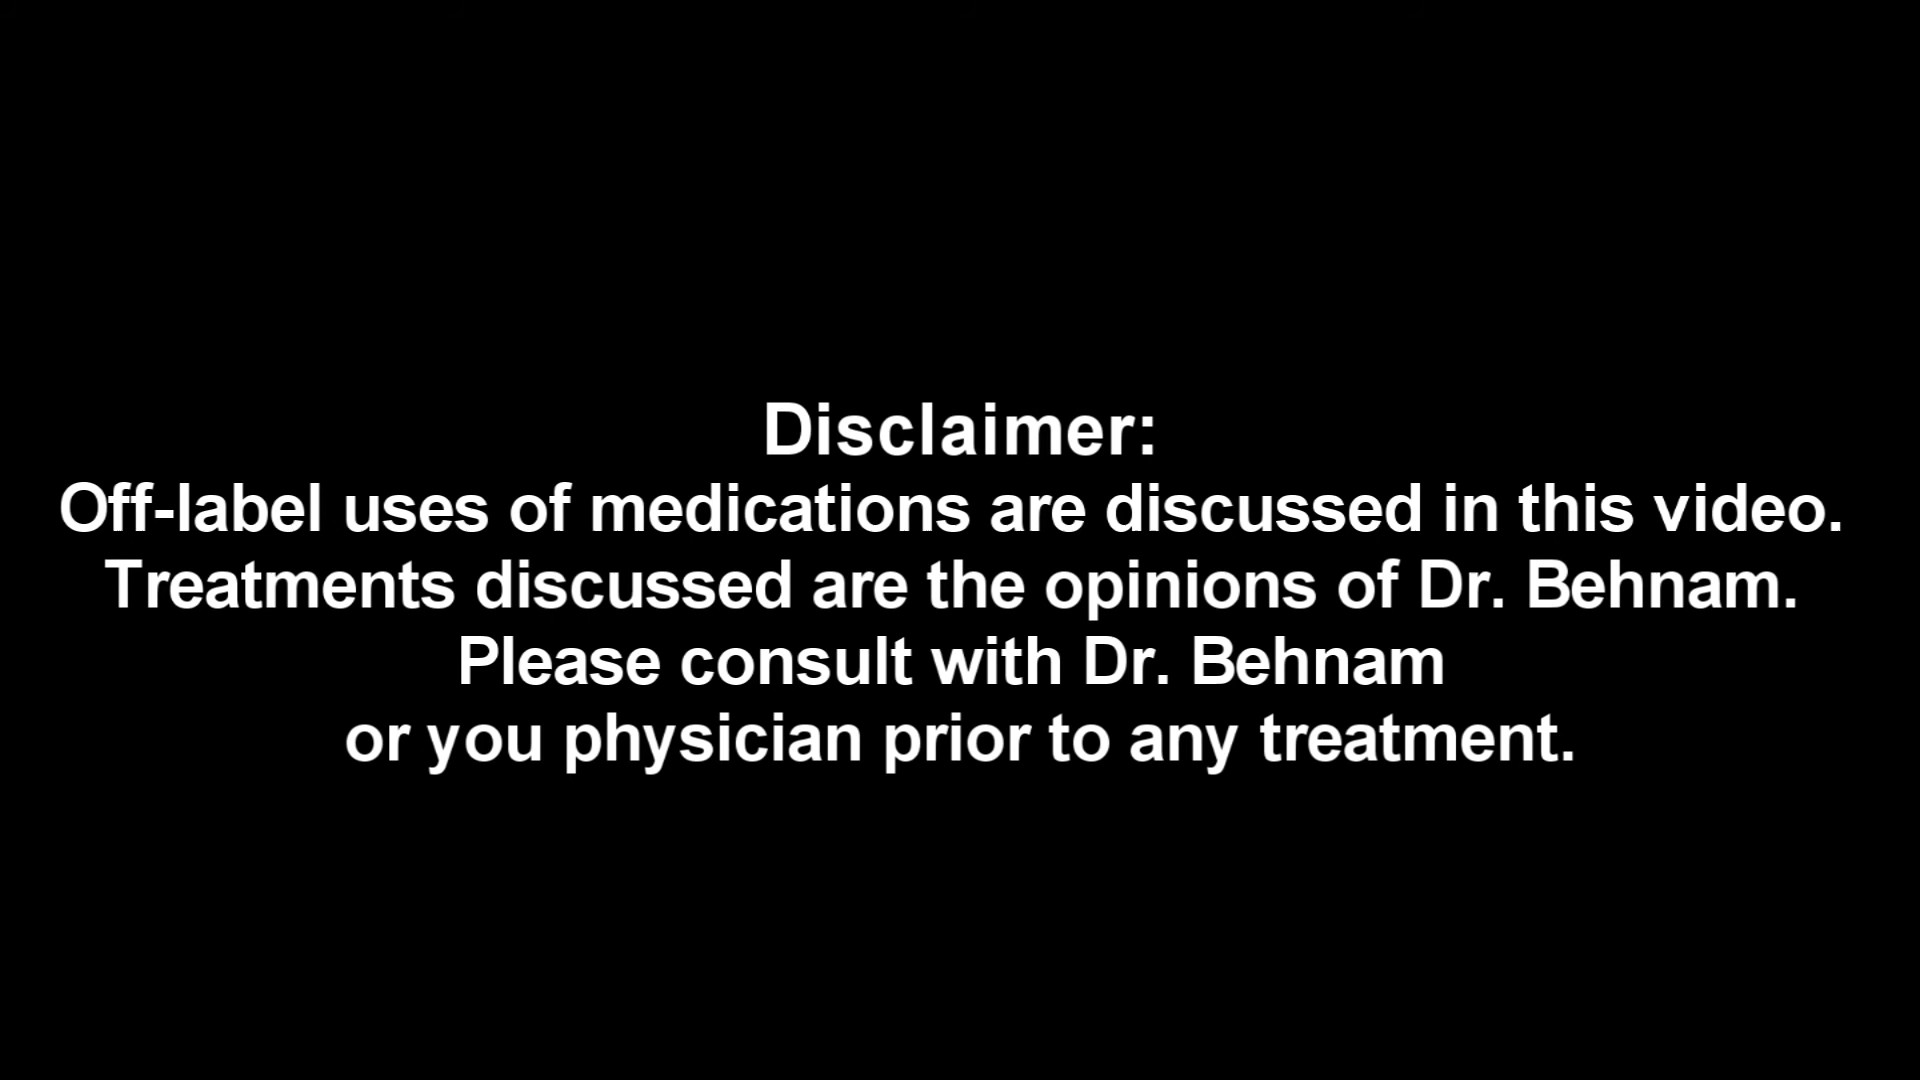 Disclaimer:
Off-label uses of medications are discussed in this video.
Treatments discussed are the opinions of Dr. Behnam.
Please consult with Dr. Behnam
or you physician prior to any treatment.